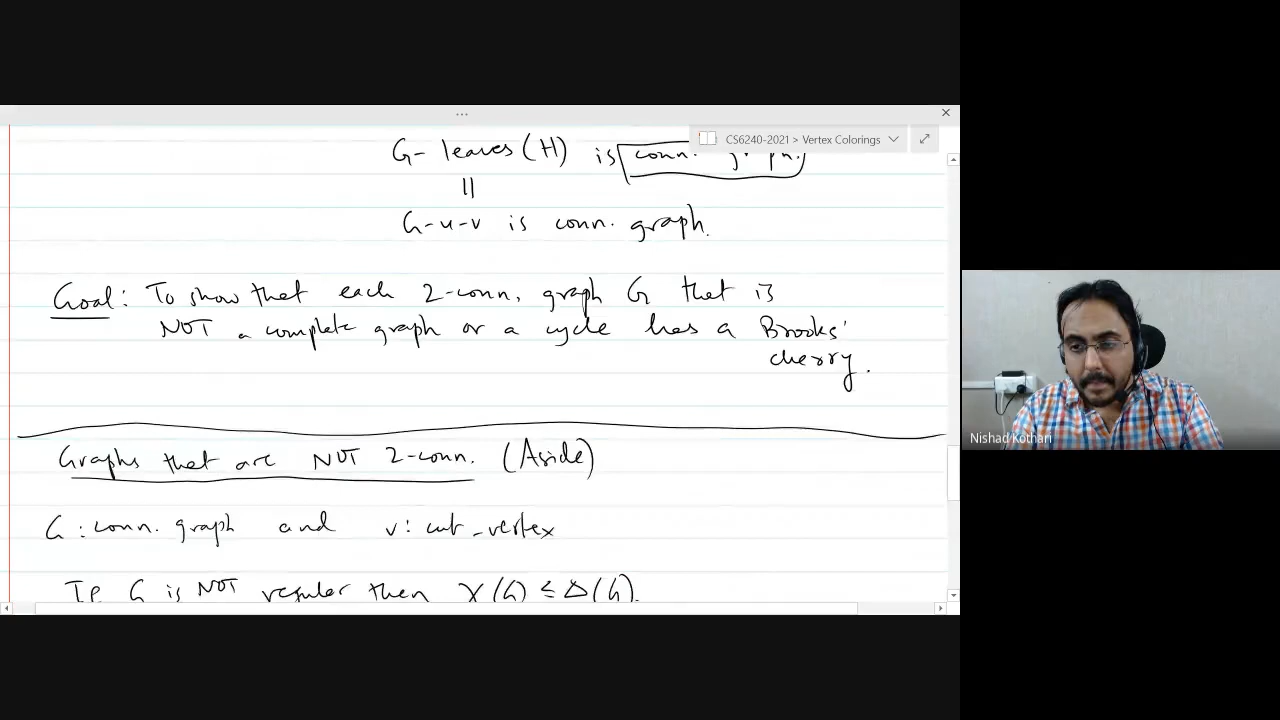 CS6240-2021 > Vertex Colorings
G- leaves (H) is conn.
||
G-u-v is conn. graph.
Goal: To show that each 2-conn. graph G that is
NOT a complete graph or a cycle has a Brooks'
cherry.
Graphs that are NOT 2-conn. (Aside)
G: conn. graph and v: cut-vertex
If G is NOT regular then χ(G) ≤ Δ(G).
Nishad Kothari